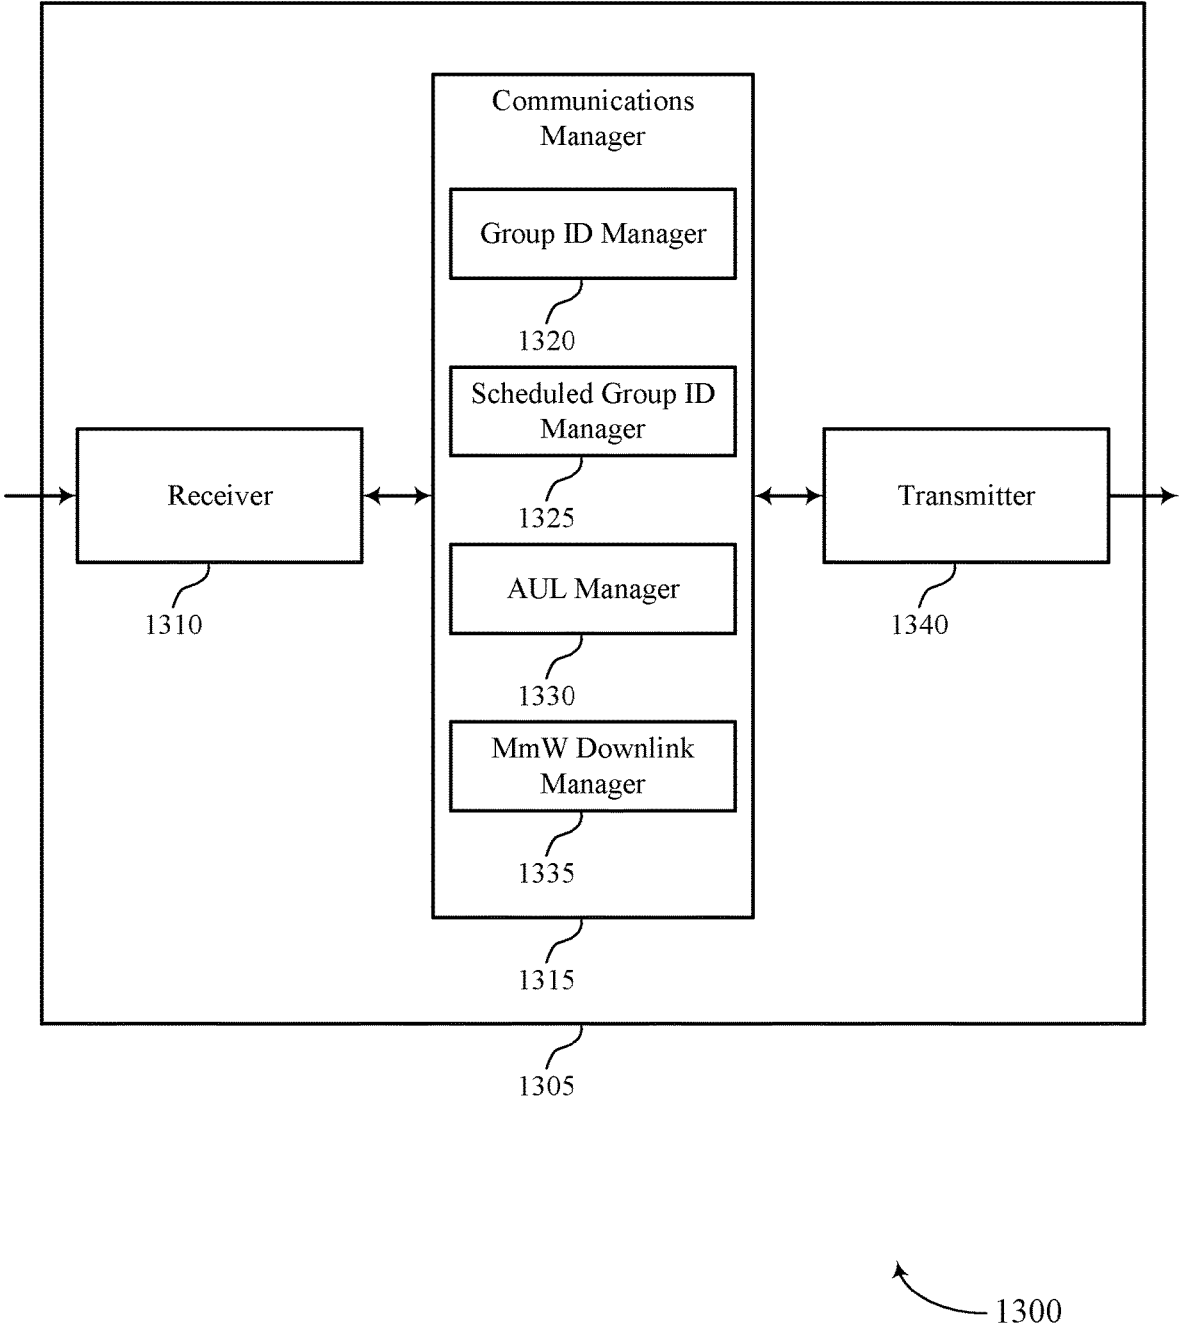 Communications
Manager
Group ID Manager
1320
Scheduled Group ID
Manager
1325
Receiver
1310
Transmitter
1340
AUL Manager
1330
MmW Downlink
Manager
1335
1315
1305
1300